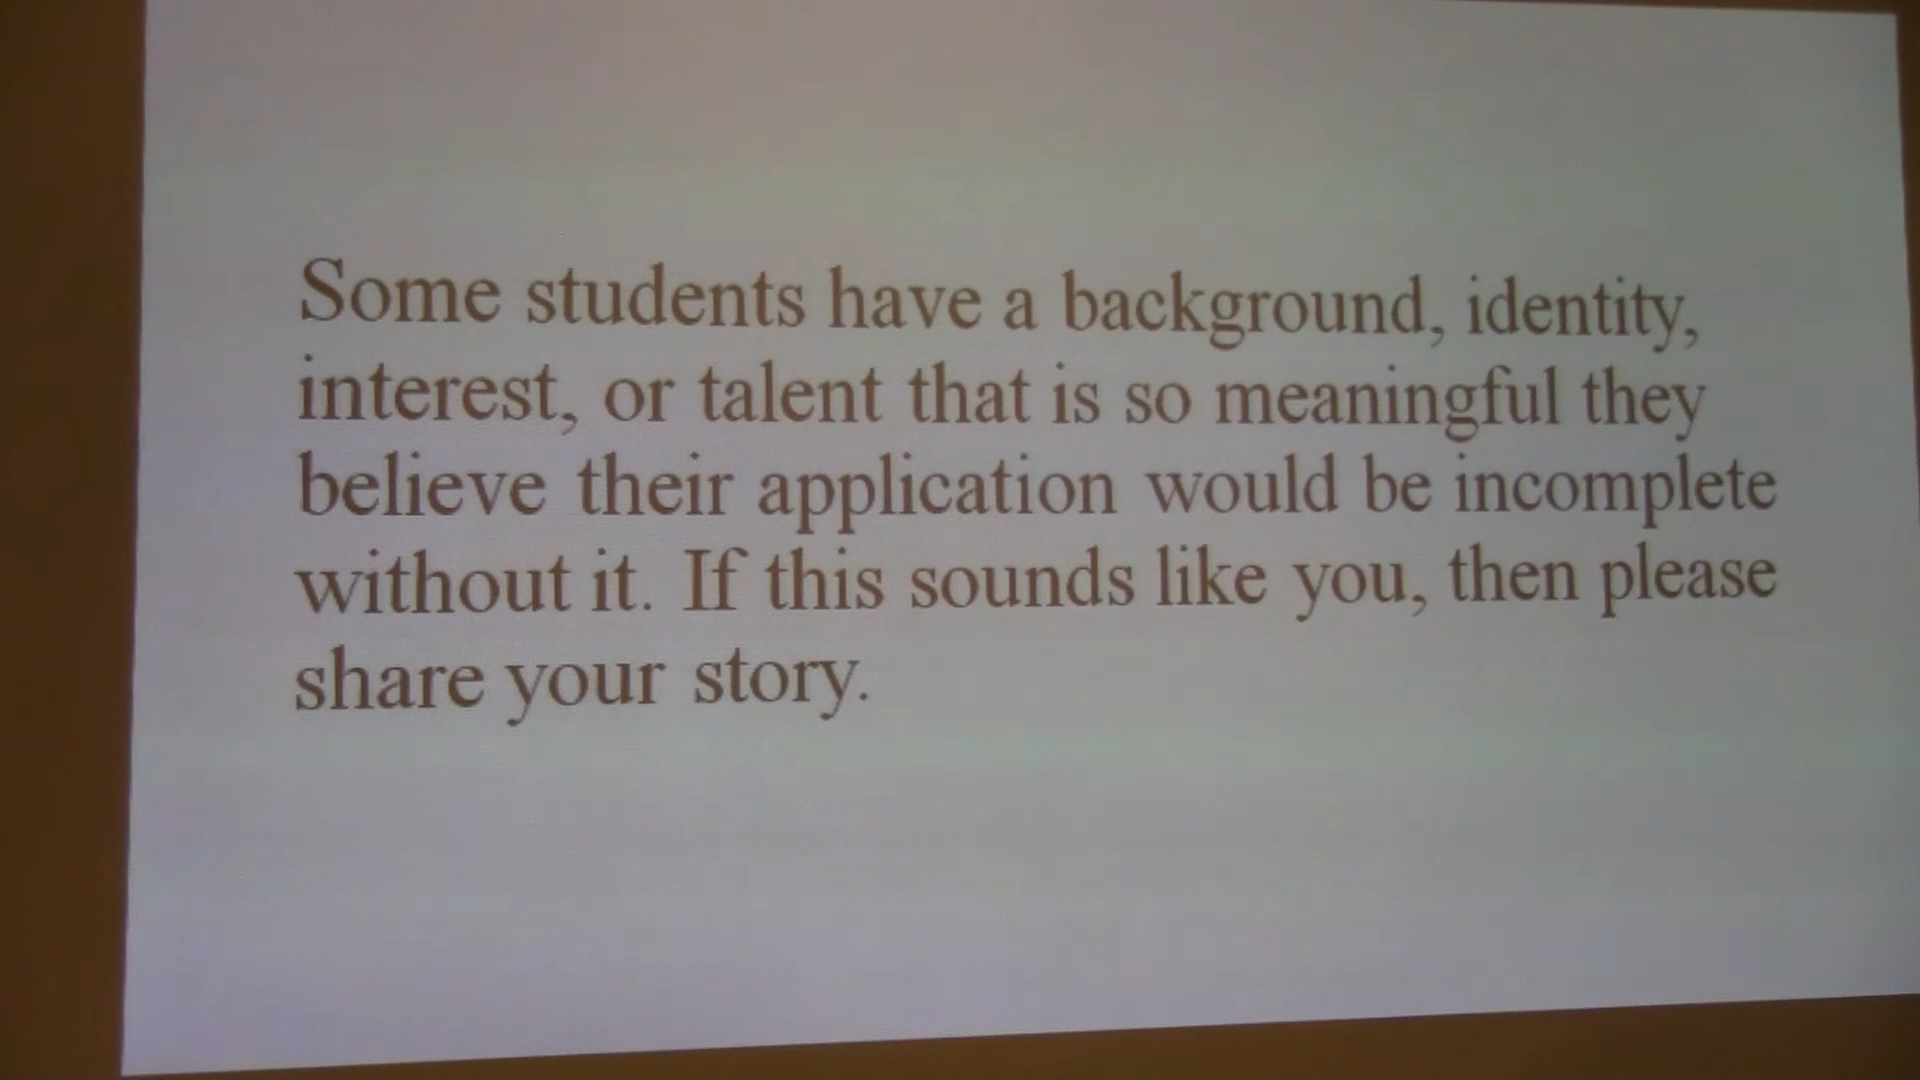 Some students have a background, identity,
interest, or talent that is so meaningful they
believe their application would be incomplete
without it. If this sounds like you, then please
share your story.